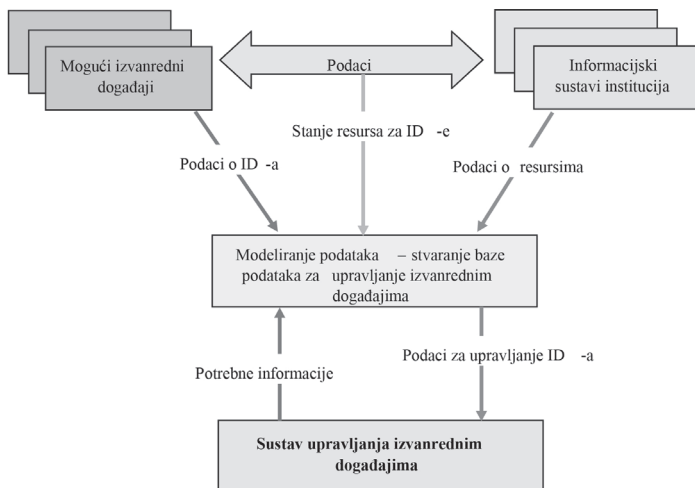 Mogući izvanredni
događaji
Podaci
Informacijski
sustavi institucija
Stanje resursa za ID -e
Podaci o ID -a
Podaci o resursima
Modeliranje podataka – stvaranje baze
podataka za upravljanje izvanrednim
događajima
Potrebne informacije
Podaci za upravljanje ID -a
Sustav upravljanja izvanrednim
događajima